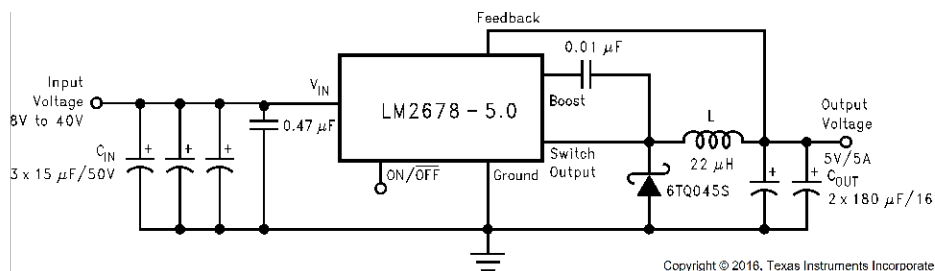 Feedback
0.01 μF
Input
Voltage
8V to 40V
V_IN
LM2678 - 5.0
Boost
L
Output
Voltage
5V/5A
0.47 μF
C_IN
3 x 15 μF/50V
ON/OFF
Ground
Switch
Output
22 μH
6TQ045S
C_OUT
2 x 180 μF/16
+
+
+
+
+
Copyright © 2016, Texas Instruments Incorporate